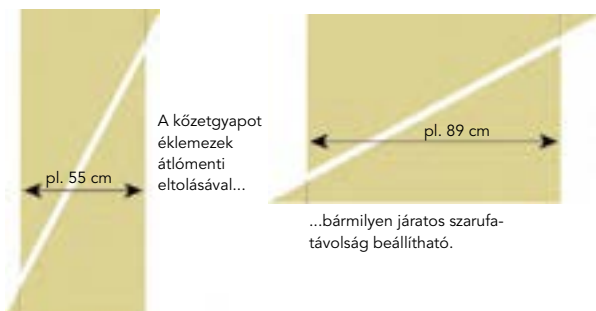 pl. 55 cm
A kőzetgyapot
éklemezek
átlómenti
eltolásával...
pl. 89 cm
...bármilyen járatos szarufa-
távolság beállítható.